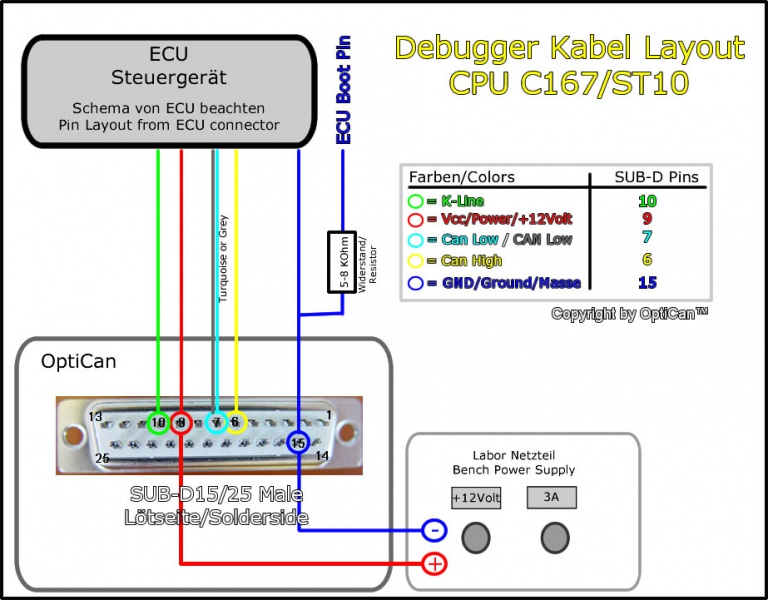 Debugger Kabel Layout
CPU C167/ST10
ECU
Steuergerät
Schema von ECU beachten
Pin Layout from ECU connector
ECU Boot Pin
Farben/Colors SUB-D Pins
= K-Line 10
= Vcc/Power/+12Volt 9
= Can Low / CAN Low 7
= Can High 6
= GND/Ground/Masse 15
Copyright by OptiCan™
Turquoise or Grey
5-8 KOhm
Widerstand/
Resistor
OptiCan
13 10 9 7 6 1
25 15 14
SUB-D15/25 Male
Lötseite/Solderside
Labor Netzteil
Bench Power Supply
+12Volt 3A
-
+